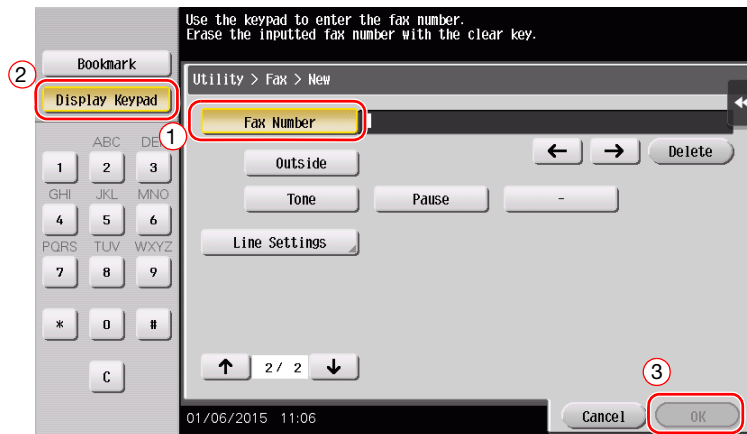 Use the keypad to enter the fax number.
Erase the inputted fax number with the clear key.
2
Bookmark
Display Keypad
Utility > Fax > New
1
Fax Number
ABC DE
1 2 3
Outside
← → Delete
GHI JKL MNO
4 5 6
Tone Pause -
PQRS TUV WXYZ
7 8 9
Line Settings
* 0 #
↑ 2/ 2 ↓
C
3
01/06/2015 11:06
Cancel OK